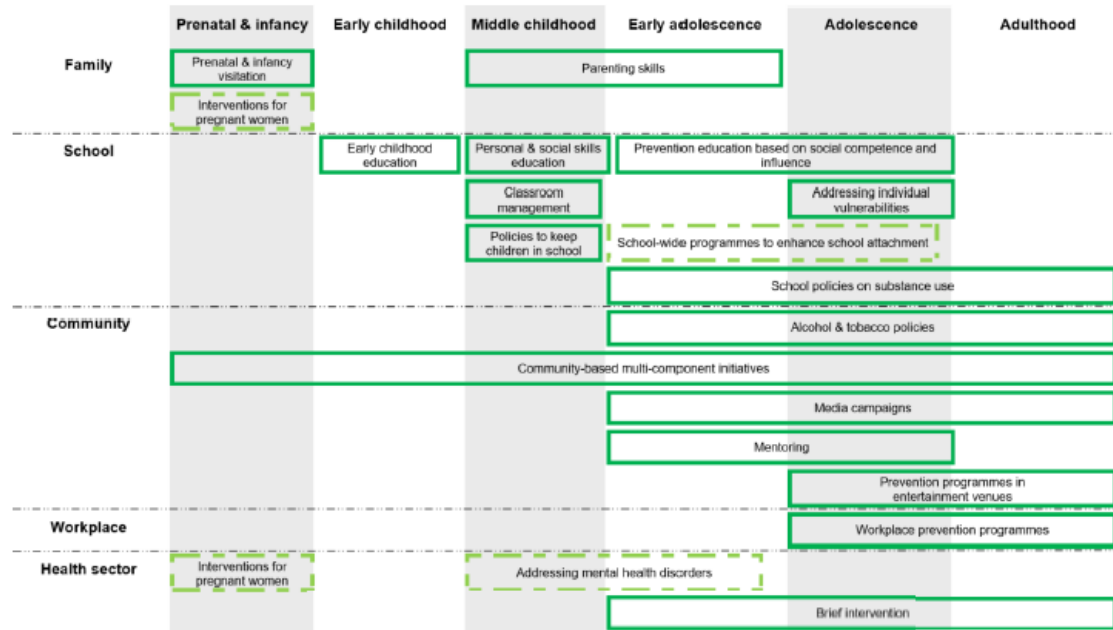 Prenatal & infancy Early childhood Middle childhood Early adolescence Adolescence Adulthood
Family
Prenatal & infancy
visitation
Parenting skills
Interventions for
pregnant women
School
Early childhood
education
Personal & social skills
education
Prevention education based on social competence and
influence
Classroom
management
Addressing individual
vulnerabilities
Policies to keep
children in school
School-wide programmes to enhance school attachment
School policies on substance use
Community
Alcohol & tobacco policies
Community-based multi-component initiatives
Media campaigns
Mentoring
Prevention programmes in
entertainment venues
Workplace
Workplace prevention programmes
Health sector
Interventions for
pregnant women
Addressing mental health disorders
Brief intervention